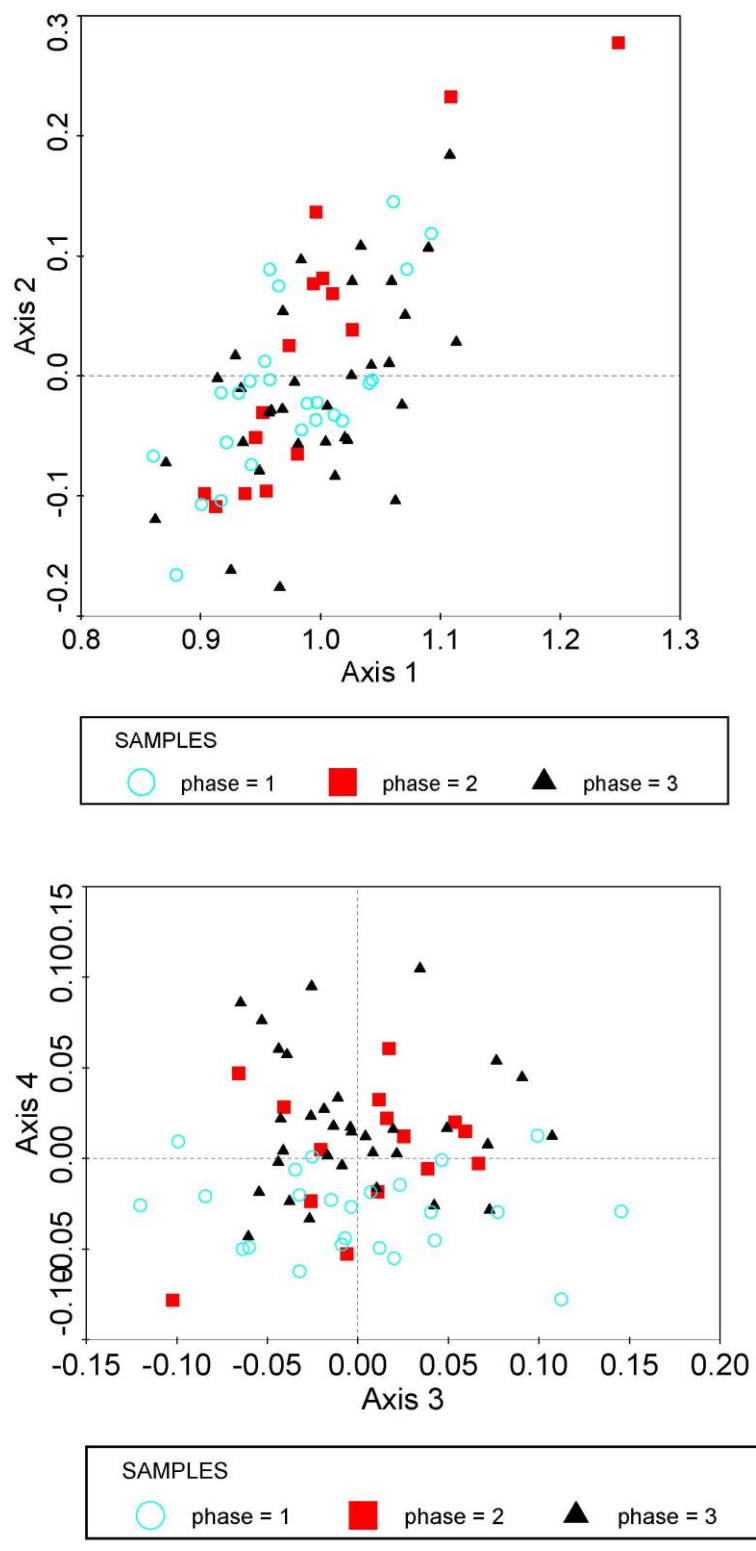 0.3
0.2
0.1
0.0
-0.1
-0.2
Axis 2
0.8 0.9 1.0 1.1 1.2 1.3
Axis 1
SAMPLES
phase = 1 phase = 2 phase = 3
0.15
0.10
0.05
0.00
-0.05
-0.10
Axis 4
-0.15 -0.10 -0.05 0.00 0.05 0.10 0.15 0.20
Axis 3
SAMPLES
phase = 1 phase = 2 phase = 3